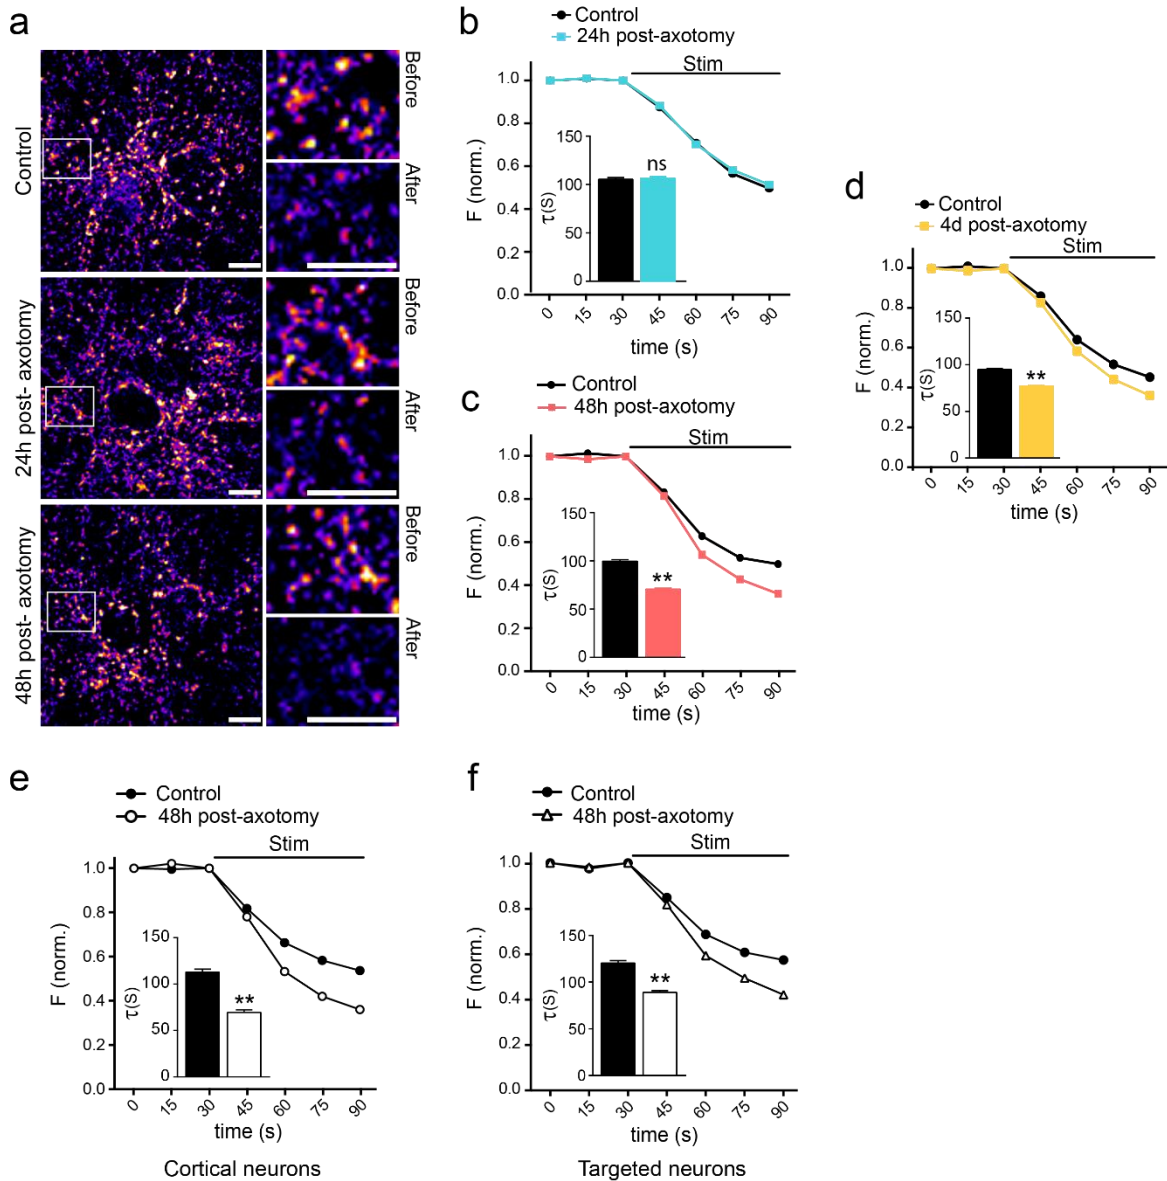 a
Control
Before
After
24h post- axotomy
Before
After
48h post- axotomy
Before
After
b
Control
24h post-axotomy
Stim
F (norm.)
1.0
0.8
0.6
0.4
0.2
0.0
τ(S)
150
100
50
0
ns
0 15 30 45 60 75 90
time (s)
c
Control
48h post-axotomy
Stim
F (norm.)
1.0
0.8
0.6
0.4
0.2
0.0
τ(S)
150
100
50
0
**
0 15 30 45 60 75 90
time (s)
d
Control
4d post-axotomy
Stim
F (norm.)
1.0
0.8
0.6
0.4
0.2
0.0
τ(S)
150
100
50
0
**
0 15 30 45 60 75 90
time (s)
e
Control
48h post-axotomy
Stim
F (norm.)
1.0
0.8
0.6
0.4
0.2
0.0
τ(S)
150
100
50
0
**
0 15 30 45 60 75 90
time (s)
Cortical neurons
f
Control
48h post-axotomy
Stim
F (norm.)
1.0
0.8
0.6
0.4
0.2
0.0
τ(S)
150
100
50
0
**
0 15 30 45 60 75 90
time (s)
Targeted neurons